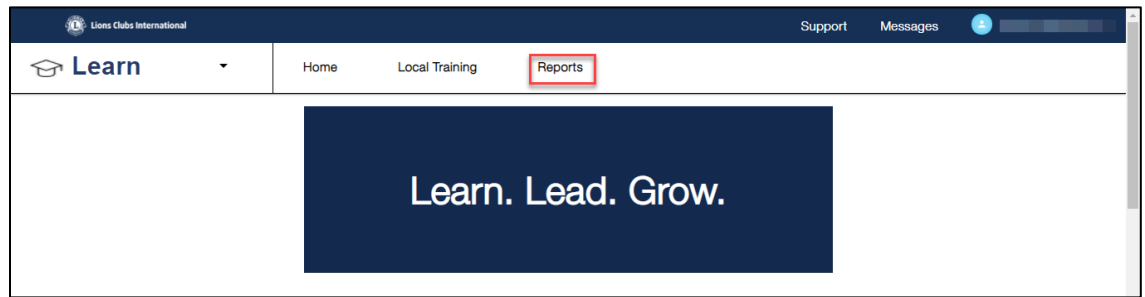 Lions Clubs International
Support Messages
Learn
Home Local Training Reports
Learn. Lead. Grow.